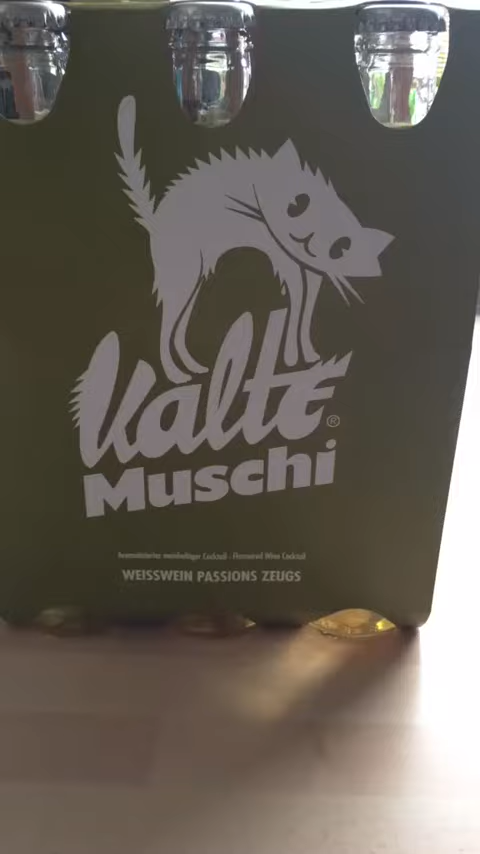 Kalte ®
Muschi
aromatisierter weinhaltiger Cocktail - Flavoured Wine Cocktail
WEISSWEIN PASSIONS ZEUGS